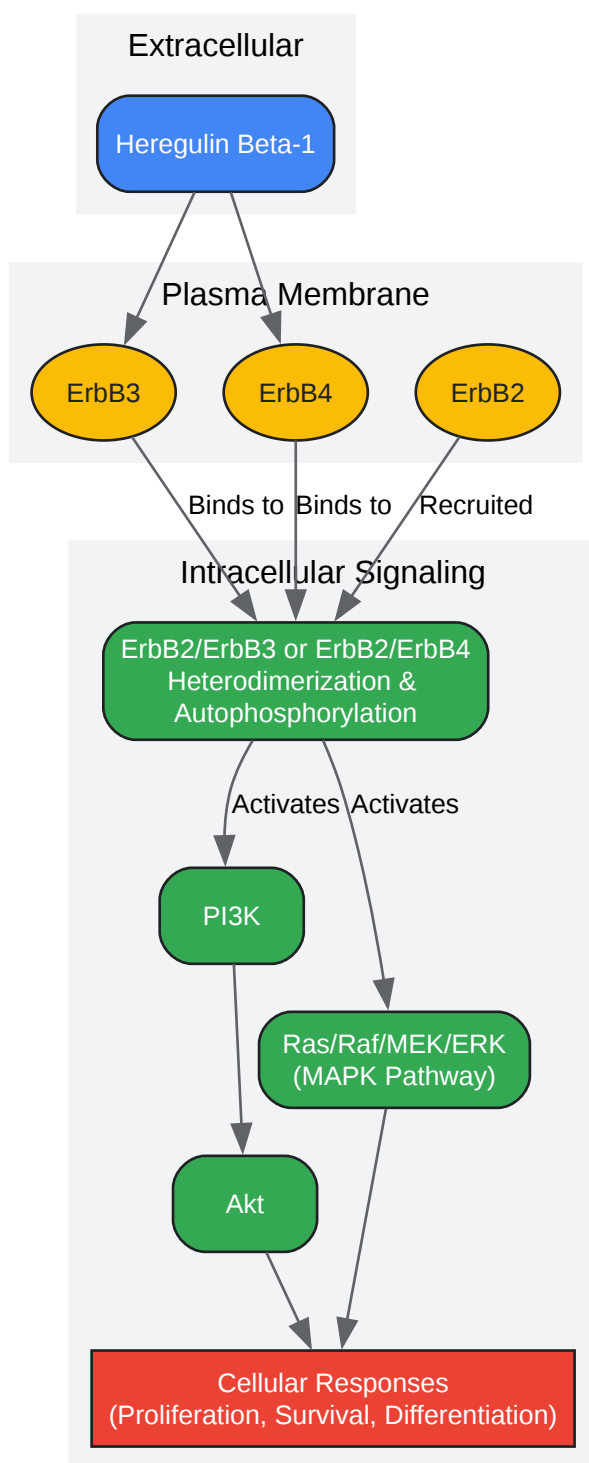 Extracellular
Heregulin Beta-1
Plasma Membrane
ErbB3
ErbB4
ErbB2
Binds to
Binds to
Recruited
Intracellular Signaling
ErbB2/ErbB3 or ErbB2/ErbB4
Heterodimerization &
Autophosphorylation
Activates
Activates
PI3K
Ras/Raf/MEK/ERK
(MAPK Pathway)
Akt
Cellular Responses
(Proliferation, Survival, Differentiation)